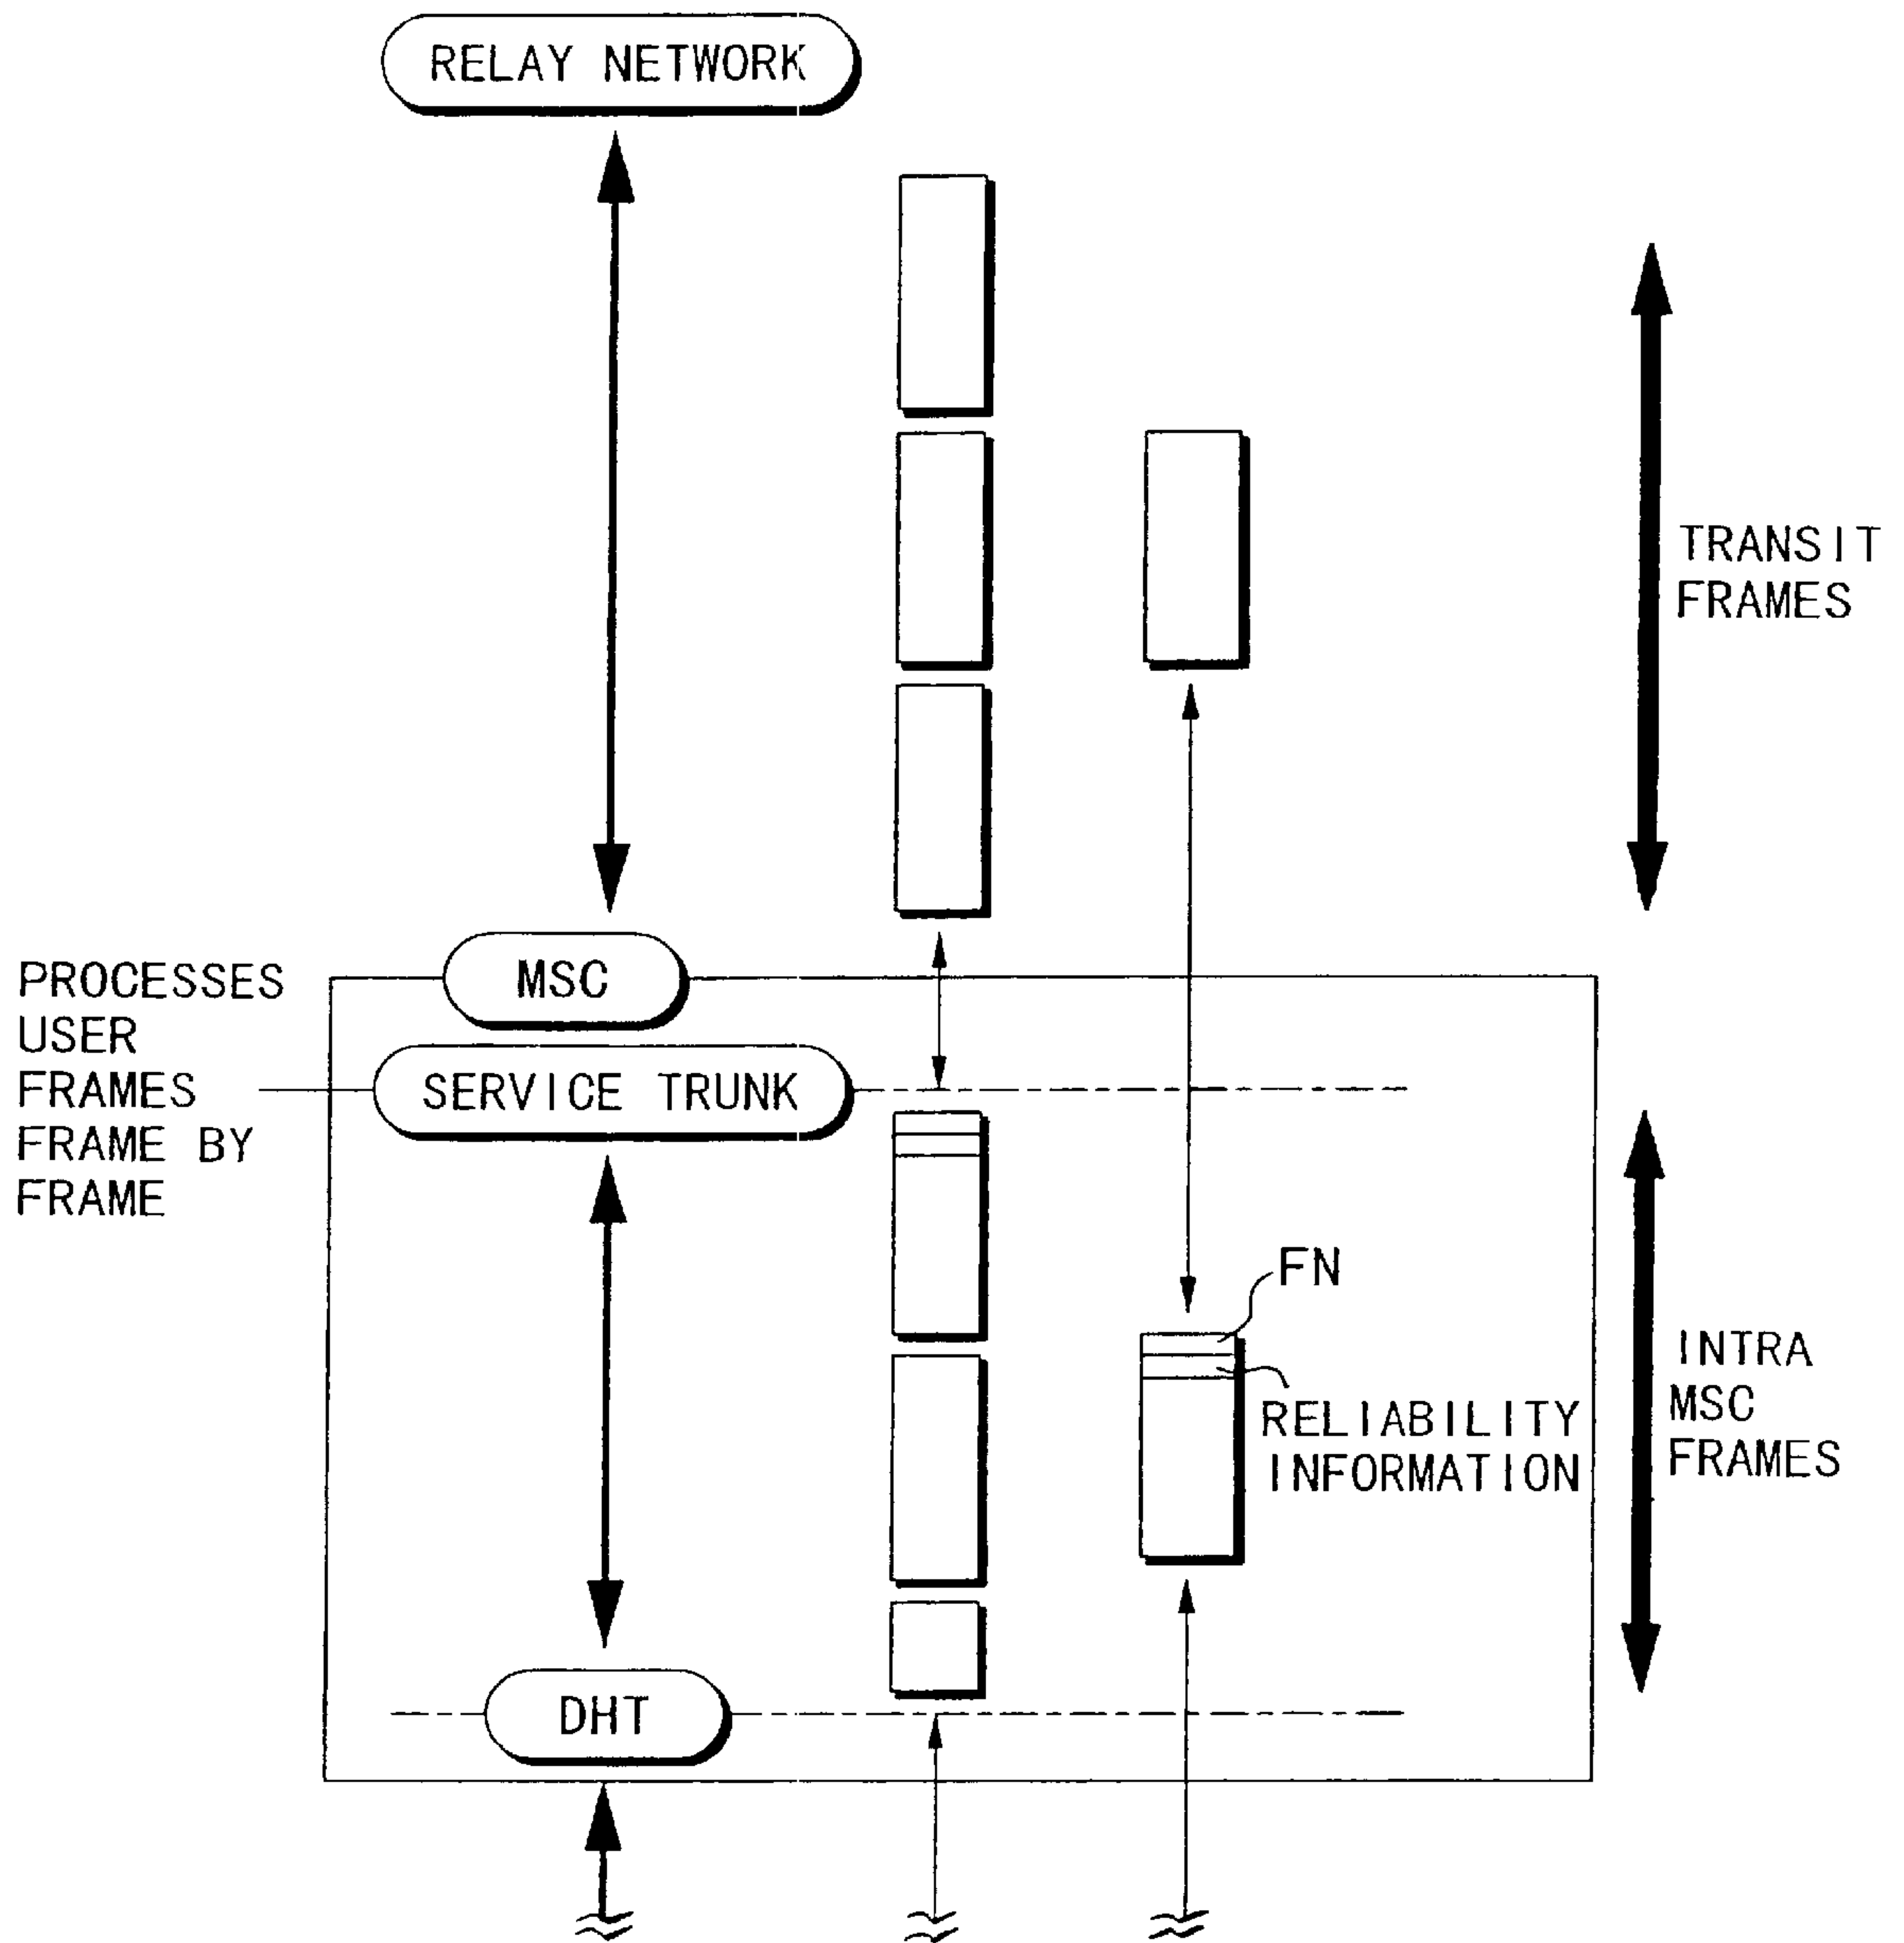 RELAY NETWORK
TRANSIT
FRAMES
MSC
PROCESSES
USER
FRAMES
FRAME BY
FRAME
SERVICE TRUNK
FN
RELIABILITY
INFORMATION
INTRA
MSC
FRAMES
DHT